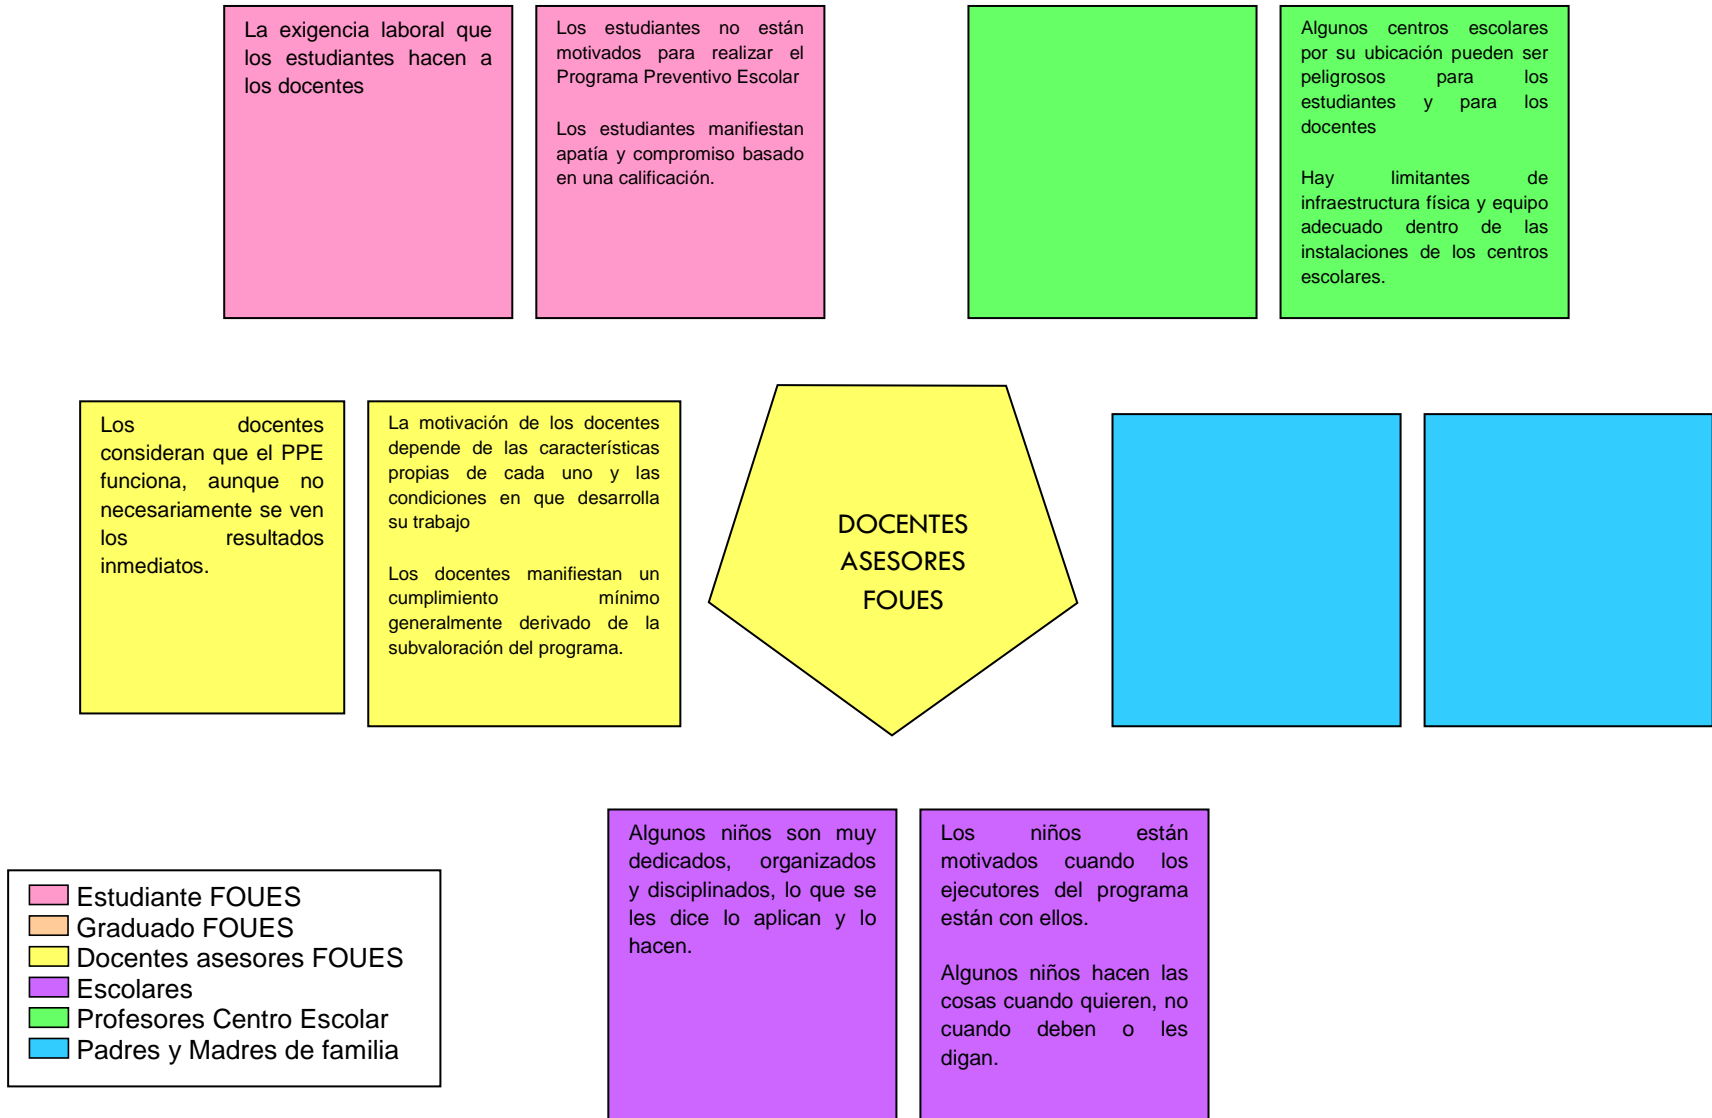 La exigencia laboral que
los estudiantes hacen a
los docentes
Los estudiantes no están
motivados para realizar el
Programa Preventivo Escolar
Los estudiantes manifiestan
apatía y compromiso basado
en una calificación.
Algunos centros escolares
por su ubicación pueden ser
peligrosos para los
estudiantes y para los
docentes
Hay limitantes de
infraestructura física y equipo
adecuado dentro de las
instalaciones de los centros
escolares.
Los docentes
consideran que el PPE
funciona, aunque no
necesariamente se ven
los resultados
inmediatos.
La motivación de los docentes
depende de las características
propias de cada uno y las
condiciones en que desarrolla
su trabajo
Los docentes manifiestan un
cumplimiento mínimo
generalmente derivado de la
subvaloración del programa.
DOCENTES
ASESORES
FOUES
Algunos niños son muy
dedicados, organizados
y disciplinados, lo que se
les dice lo aplican y lo
hacen.
Los niños están
motivados cuando los
ejecutores del programa
están con ellos.
Algunos niños hacen las
cosas cuando quieren, no
cuando deben o les
digan.
Estudiante FOUES
Graduado FOUES
Docentes asesores FOUES
Escolares
Profesores Centro Escolar
Padres y Madres de familia